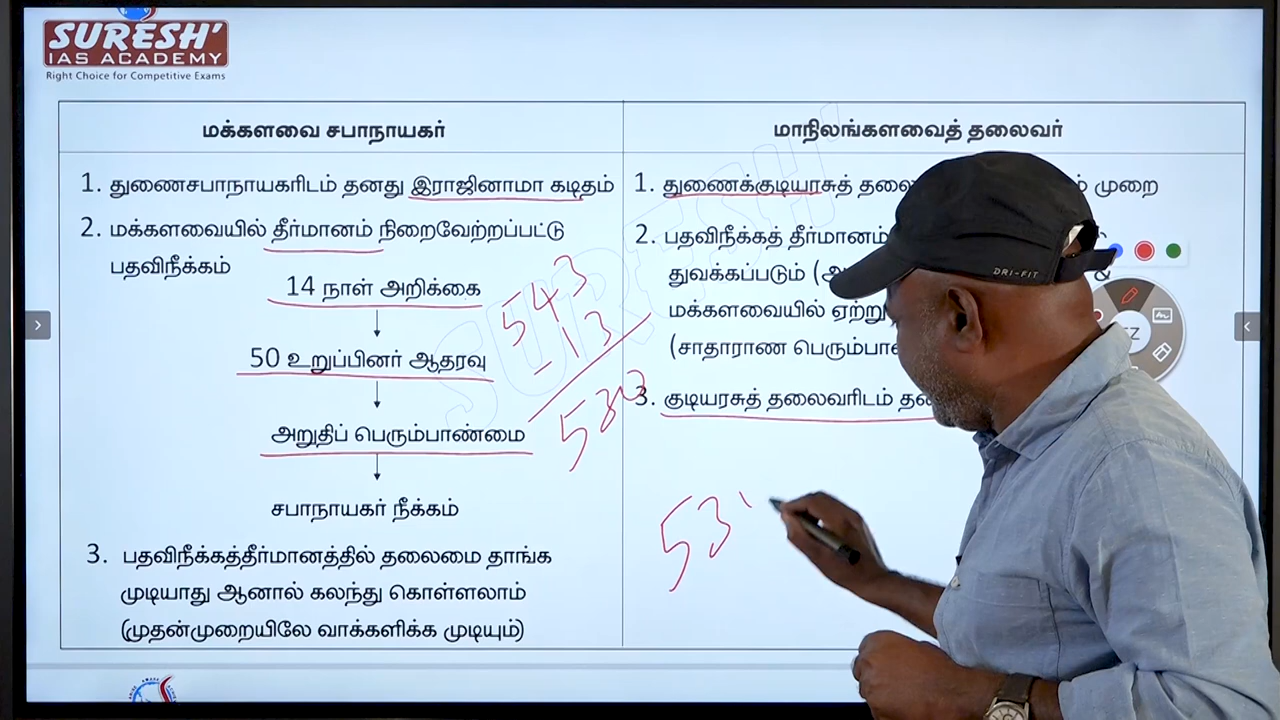 SURESH'
IAS ACADEMY
Right Choice for Competitive Exams
மக்களவை சபாநாயகர்
1. துணைசபாநாயகரிடம் தனது இராஜினாமா கடிதம்
2. மக்களவையில் தீர்மானம் நிறைவேற்றப்பட்டு
பதவிநீக்கம்
14 நாள் அறிக்கை
50 உறுப்பினர் ஆதரவு
அறுதிப் பெரும்பாண்மை
சபாநாயகர் நீக்கம்
3. பதவிநீக்கத்தீர்மானத்தில் தலைமை தாங்க
முடியாது ஆனால் கலந்து கொள்ளலாம்
(முதன்முறையிலே வாக்களிக்க முடியும்)
543
- 13
530
மாநிலங்களவைத் தலைவர்
1. துணைக்குடியரசுத் முறை
2. பதவிநீக்கத் தீர்மானம்
துவக்கப்படும் &
மக்களவையில்
(சாதாராண
3. குடியரசுத் தலைவரிடம்
53
SURESH'
DRI-FIT